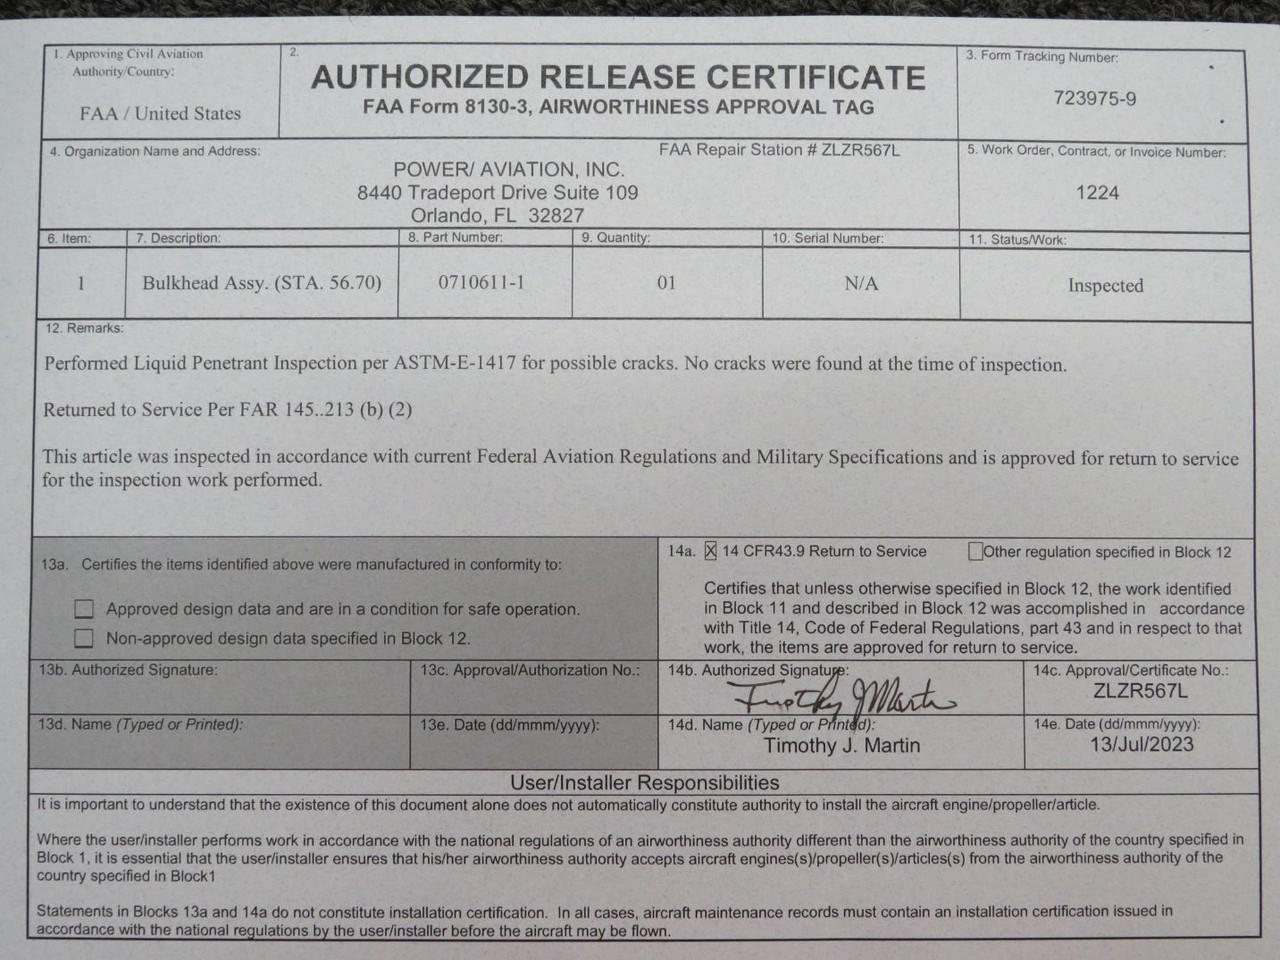 1. Approving Civil Aviation
Authority/Country:
FAA / United States
2.
AUTHORIZED RELEASE CERTIFICATE
FAA Form 8130-3, AIRWORTHINESS APPROVAL TAG
3. Form Tracking Number:
723975-9
4. Organization Name and Address:
FAA Repair Station # ZLZR567L
POWER/ AVIATION, INC.
8440 Tradeport Drive Suite 109
Orlando, FL 32827
5. Work Order, Contract, or Invoice Number:
1224
6. Item:
7. Description:
8. Part Number:
9. Quantity:
10. Serial Number:
11. Status/Work:
1
Bulkhead Assy. (STA. 56.70)
0710611-1
01
N/A
Inspected
12. Remarks:
Performed Liquid Penetrant Inspection per ASTM-E-1417 for possible cracks. No cracks were found at the time of inspection.
Returned to Service Per FAR 145..213 (b) (2)
This article was inspected in accordance with current Federal Aviation Regulations and Military Specifications and is approved for return to service
for the inspection work performed.
13a. Certifies the items identified above were manufactured in conformity to:
Approved design data and are in a condition for safe operation.
Non-approved design data specified in Block 12.
14a. X 14 CFR43.9 Return to Service
Other regulation specified in Block 12
Certifies that unless otherwise specified in Block 12, the work identified
in Block 11 and described in Block 12 was accomplished in accordance
with Title 14, Code of Federal Regulations, part 43 and in respect to that
work, the items are approved for return to service.
13b. Authorized Signature:
13c. Approval/Authorization No.:
14b. Authorized Signature:
Timothy J Martin
14c. Approval/Certificate No.:
ZLZR567L
13d. Name (Typed or Printed):
13e. Date (dd/mmm/yyyy):
14d. Name (Typed or Printed):
Timothy J. Martin
14e. Date (dd/mmm/yyyy):
13/Jul/2023
User/Installer Responsibilities
It is important to understand that the existence of this document alone does not automatically constitute authority to install the aircraft engine/propeller/article.
Where the user/installer performs work in accordance with the national regulations of an airworthiness authority different than the airworthiness authority of the country specified in
Block 1, it is essential that the user/installer ensures that his/her airworthiness authority accepts aircraft engines(s)/propeller(s)/articles(s) from the airworthiness authority of the
country specified in Block1
Statements in Blocks 13a and 14a do not constitute installation certification. In all cases, aircraft maintenance records must contain an installation certification issued in
accordance with the national regulations by the user/installer before the aircraft may be flown.